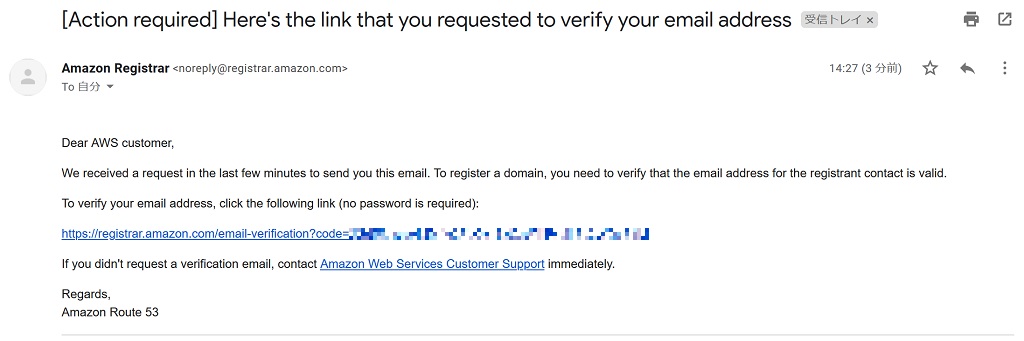 [Action required] Here's the link that you requested to verify your email address 受信トレイ ×
Amazon Registrar <noreply@registrar.amazon.com> 14:27 (3 分前)
To 自分
Dear AWS customer,
We received a request in the last few minutes to send you this email. To register a domain, you need to verify that the email address for the registrant contact is valid.
To verify your email address, click the following link (no password is required):
https://registrar.amazon.com/email-verification?code=
If you didn't request a verification email, contact Amazon Web Services Customer Support immediately.
Regards,
Amazon Route 53